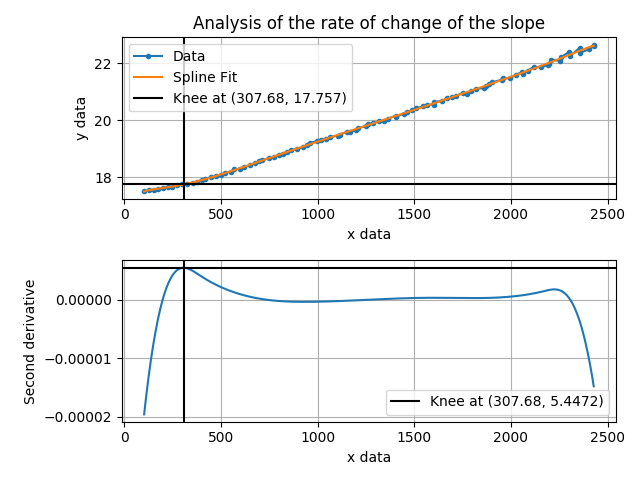 Analysis of the rate of change of the slope
22
20
18
y data
Data
Spline Fit
Knee at (307.68, 17.757)
0 500 1000 1500 2000 2500
x data
0.00000
−0.00001
−0.00002
Second derivative
Knee at (307.68, 5.4472)
0 500 1000 1500 2000 2500
x data